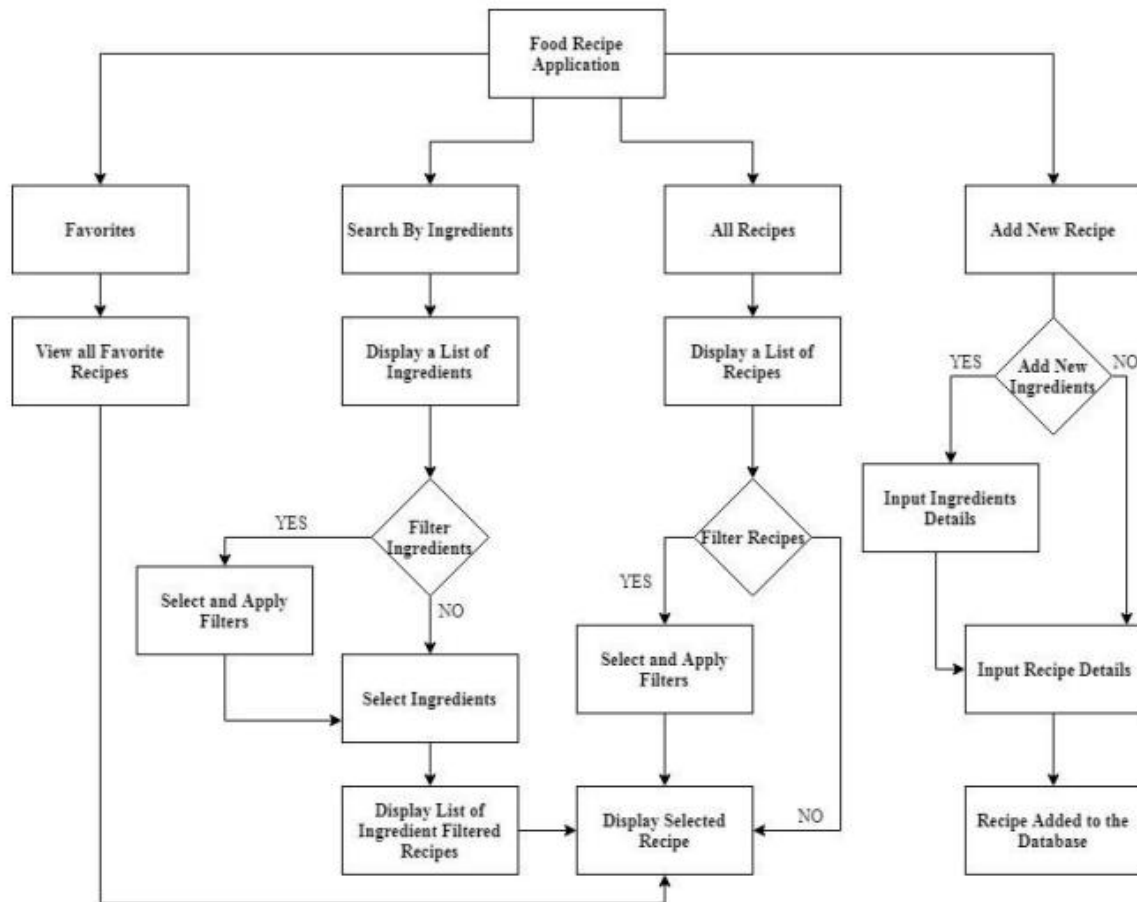 Food Recipe
Application
Favorites
Search By Ingredients
All Recipes
Add New Recipe
View all Favorite
Recipes
Display a List of
Ingredients
Display a List of
Recipes
YES
Add New
Ingredients
NO
Input Ingredients
Details
YES
Filter
Ingredients
Filter Recipes
Select and Apply
Filters
NO
YES
Select and Apply
Filters
Input Recipe Details
Select Ingredients
Display List of
Ingredient Filtered
Recipes
Display Selected
Recipe
NO
Recipe Added to the
Database